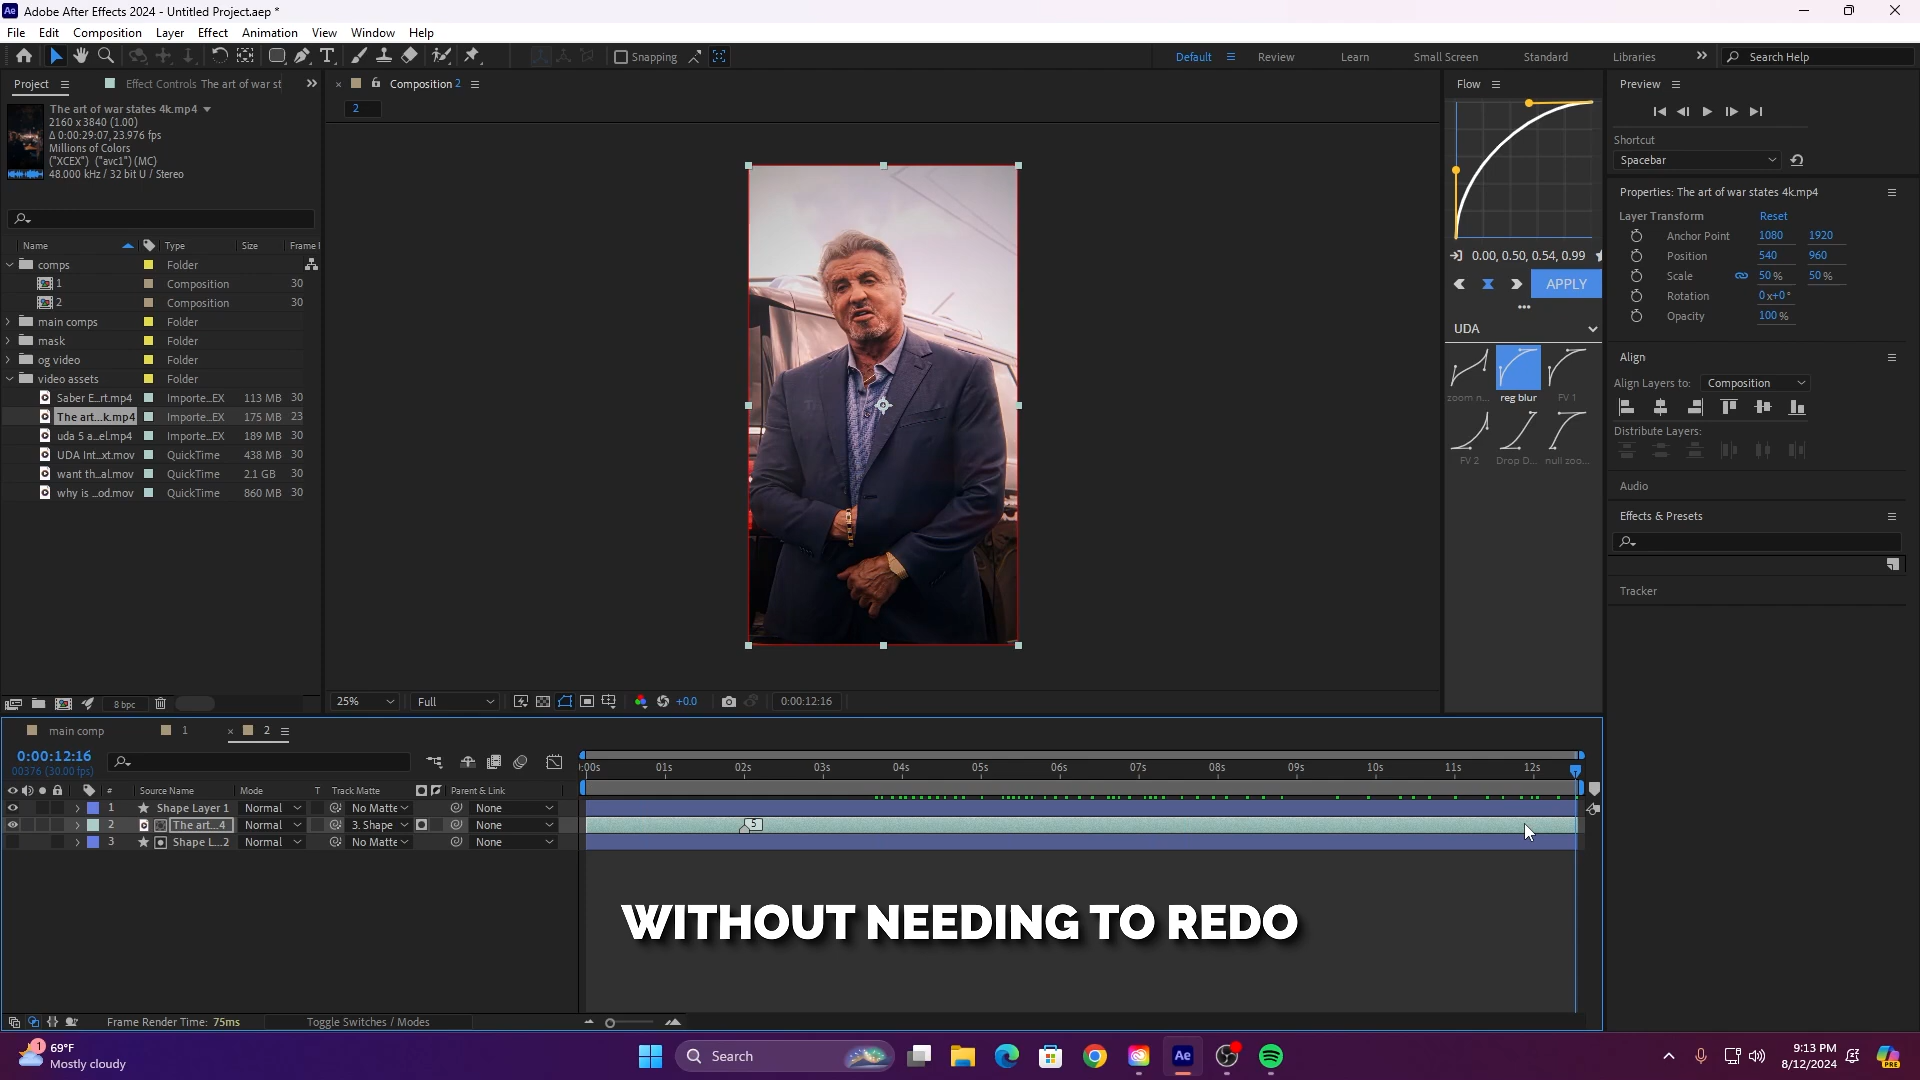 Adobe After Effects 2024 - Untitled Project.aep *
File Edit Composition Layer Effect Animation View Window Help
Snapping
Default Review Learn Small Screen Standard Libraries Search Help
Project Effect Controls The art of war st
Composition 2
2
The art of war states 4k.mp4
2160 x 3840 (1.00)
Δ 0:00:29:07, 23.976 fps
Millions of Colors
("XCEX") ("avc1") (MC)
48.000 kHz / 32 bit U / Stereo
Name Type Size Frame
comps Folder
1 Composition 30
2 Composition 30
main comps Folder
mask Folder
og video Folder
video assets Folder
Saber E...rt.mp4 Importe...EX 113 MB 30
The art...k.mp4 Importe...EX 175 MB 23
uda 5 a...el.mp4 Importe...EX 189 MB 30
UDA Int...xt.mov QuickTime 438 MB 30
want th...al.mov QuickTime 2.1 GB 30
why is ...od.mov QuickTime 860 MB 30
8 bpc
25% Full +0.0 0:00:12:16
Flow
0.00, 0.50, 0.54, 0.99
APPLY
UDA
zoom n... reg blur FV 1
FV 2 Drop D... null zoo...
Preview
Shortcut
Spacebar
Properties: The art of war states 4k.mp4
Layer Transform Reset
Anchor Point 1080 1920
Position 540 960
Scale 50 % 50 %
Rotation 0x+0°
Opacity 100 %
Align
Align Layers to: Composition
Distribute Layers:
Audio
Effects & Presets
Tracker
main comp 1 2
0:00:12:16
00376 (30.00 fps)
# Source Name Mode T Track Matte Parent & Link
1 Shape Layer 1 Normal No Matte None
2 The art...4 Normal 3. Shape None
3 Shape L...2 Normal No Matte None
:00s 01s 02s 03s 04s 05s 06s 07s 08s 09s 10s 11s 12s
5
WITHOUT NEEDING TO REDO
Frame Render Time: 75ms Toggle Switches / Modes
1
69°F
Mostly cloudy
Search
Ae
9:13 PM
8/12/2024
PRE